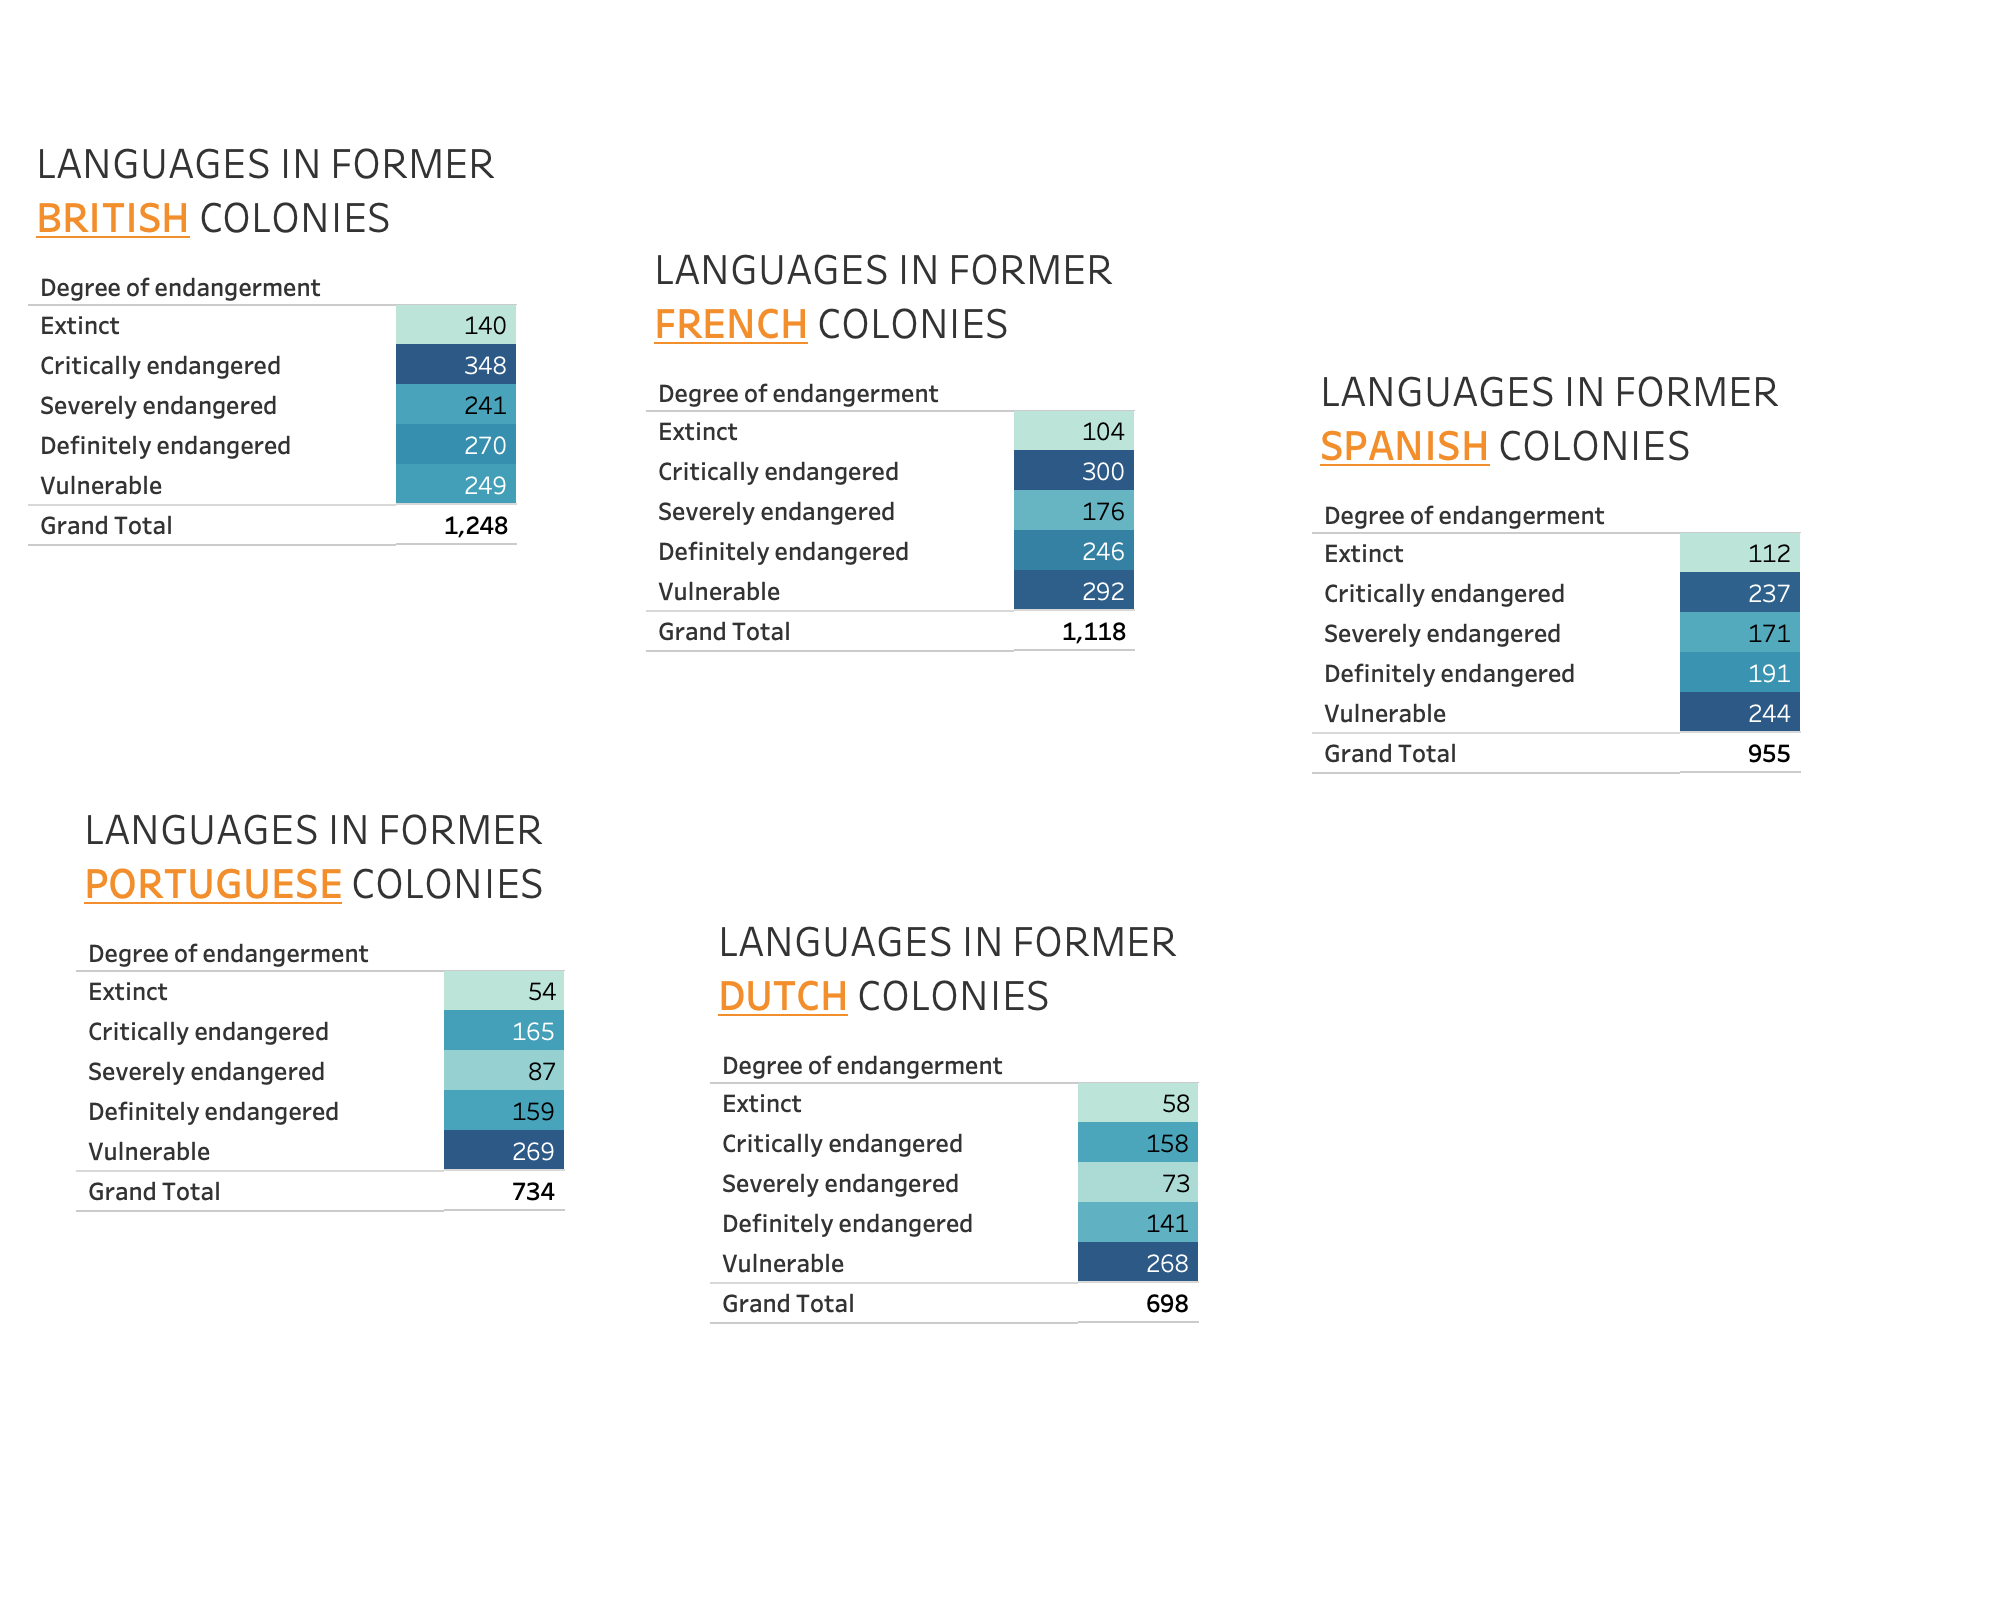 LANGUAGES IN FORMER
BRITISH COLONIES
Degree of endangerment
Extinct 140
Critically endangered 348
Severely endangered 241
Definitely endangered 270
Vulnerable 249
Grand Total 1,248
LANGUAGES IN FORMER
FRENCH COLONIES
Degree of endangerment
Extinct 104
Critically endangered 300
Severely endangered 176
Definitely endangered 246
Vulnerable 292
Grand Total 1,118
LANGUAGES IN FORMER
SPANISH COLONIES
Degree of endangerment
Extinct 112
Critically endangered 237
Severely endangered 171
Definitely endangered 191
Vulnerable 244
Grand Total 955
LANGUAGES IN FORMER
PORTUGUESE COLONIES
Degree of endangerment
Extinct 54
Critically endangered 165
Severely endangered 87
Definitely endangered 159
Vulnerable 269
Grand Total 734
LANGUAGES IN FORMER
DUTCH COLONIES
Degree of endangerment
Extinct 58
Critically endangered 158
Severely endangered 73
Definitely endangered 141
Vulnerable 268
Grand Total 698